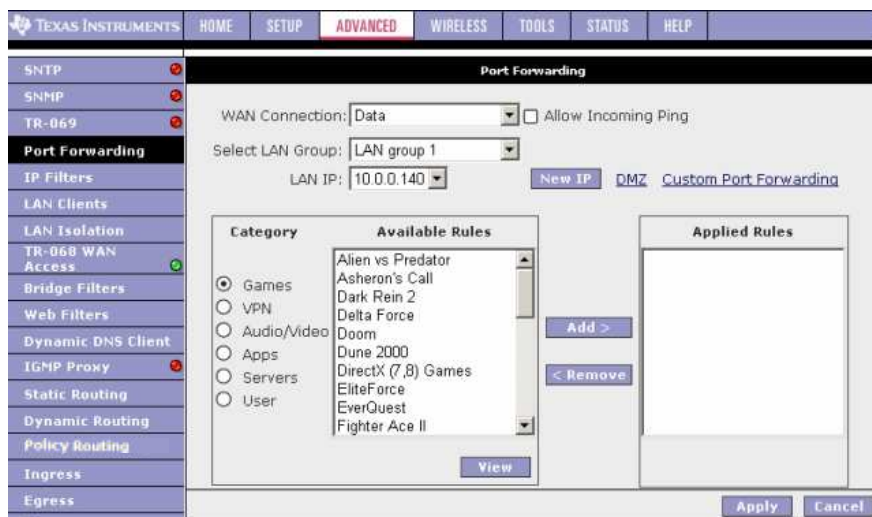 TEXAS INSTRUMENTS
HOME SETUP ADVANCED WIRELESS TOOLS STATUS HELP
SNTP
SNMP
TR-069
Port Forwarding
IP Filters
LAN Clients
LAN Isolation
TR-068 WAN
Access
Bridge Filters
Web Filters
Dynamic DNS Client
IGMP Proxy
Static Routing
Dynamic Routing
Policy Routing
Ingress
Egress
Port Forwarding
WAN Connection: Data Allow Incoming Ping
Select LAN Group: LAN group 1
LAN IP: 10.0.0.140 New IP DMZ Custom Port Forwarding
Category
Games
VPN
Audio/Video
Apps
Servers
User
Available Rules
Alien vs Predator
Asheron's Call
Dark Rein 2
Delta Force
Doom
Dune 2000
DirectX (7,8) Games
EliteForce
EverQuest
Fighter Ace II
View
Add >
< Remove
Applied Rules
Apply Cancel